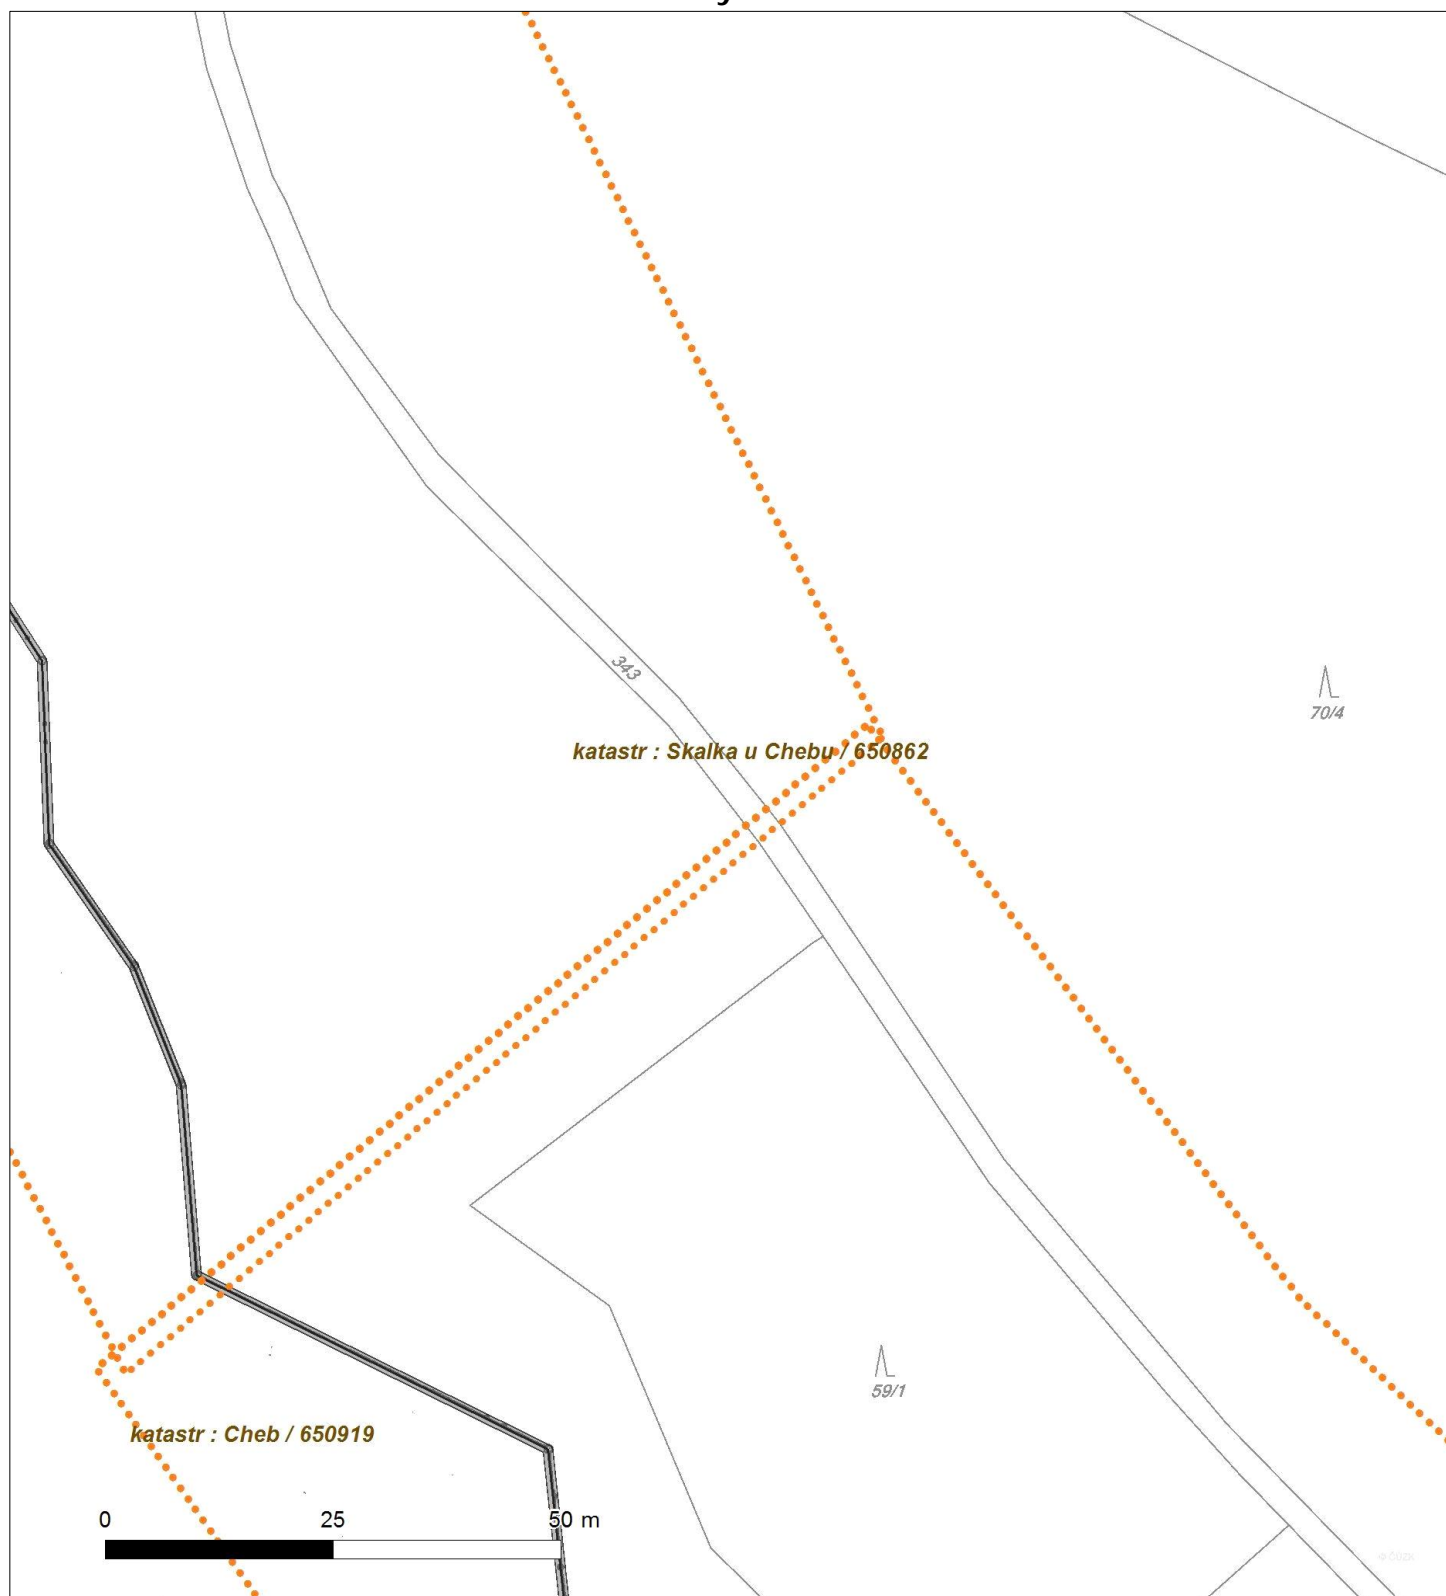 343
70/4
katastr : Skalka u Chebu / 650862
59/1
katastr : Cheb / 650919
0 25 50 m